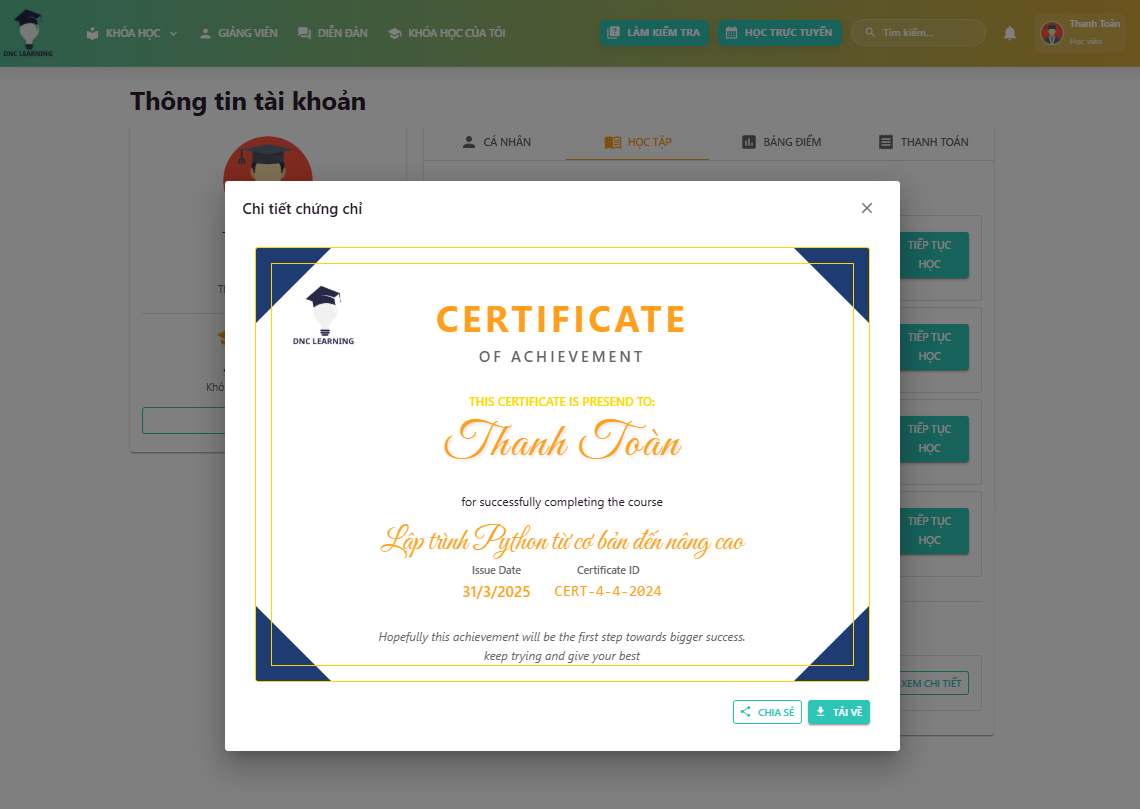 DNC LEARNING
KHÓA HỌC
GIẢNG VIÊN
DIỄN ĐÀN
KHÓA HỌC CỦA TÔI
LÀM KIỂM TRA
HỌC TRỰC TUYẾN
Tìm kiếm...
Thanh Toàn
Học viên
Thông tin tài khoản
CÁ NHÂN
HỌC TẬP
BẢNG ĐIỂM
THANH TOÁN
Chi tiết chứng chỉ
TIẾP TỤC
HỌC
DNC LEARNING
CERTIFICATE
OF ACHIEVEMENT
TIẾP TỤC
HỌC
THIS CERTIFICATE IS PRESEND TO:
Thanh Toàn
TIẾP TỤC
HỌC
for successfully completing the course
Lập trình Python từ cơ bản đến nâng cao
TIẾP TỤC
HỌC
Issue Date
Certificate ID
31/3/2025
CERT-4-4-2024
Hopefully this achievement will be the first step towards bigger success.
keep trying and give your best
XEM CHI TIẾT
CHIA SẺ
TẢI VỀ